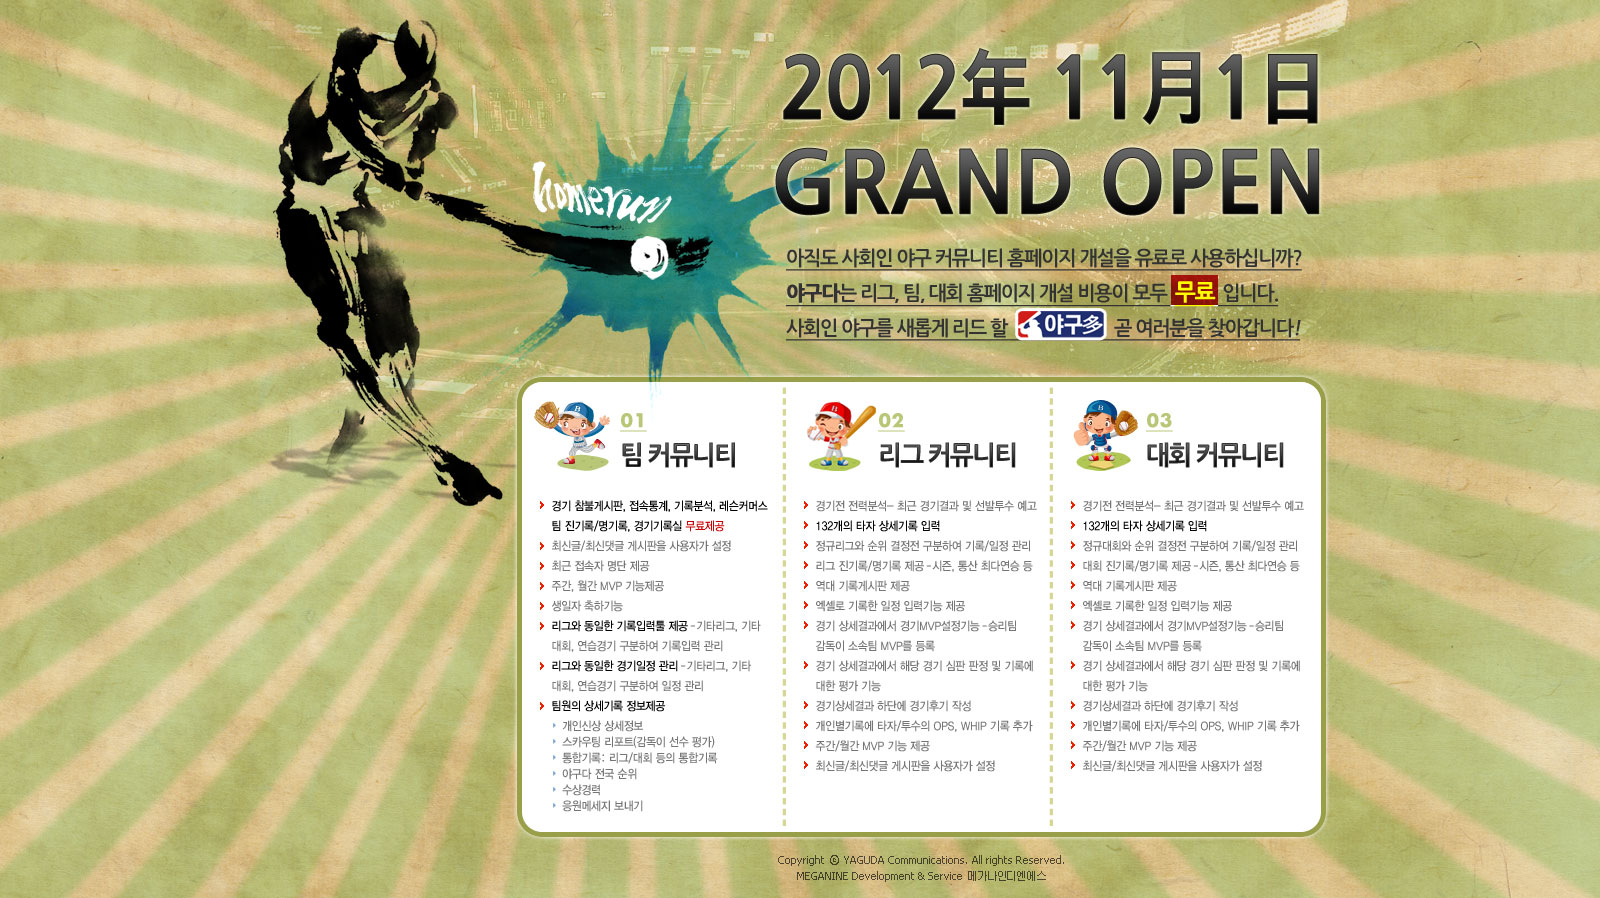 2012年 11月1日
GRAND OPEN
homerun
아직도 사회인 야구 커뮤니티 홈페이지 개설을 유료로 사용하십니까?
야구다는 리그, 팀, 대회 홈페이지 개설 비용이 모두 무료 입니다.
사회인 야구를 새롭게 리드 할 야구多 곧 여러분을 찾아갑니다!
01
팀 커뮤니티
경기 참불게시판, 접속통계, 기록분석, 레슨커머스
팀 진기록/명기록, 경기기록실 무료제공
최신글/최신댓글 게시판을 사용자가 설정
최근 접속자 명단 제공
주간, 월간 MVP 기능제공
생일자 축하기능
리그와 동일한 기록입력툴 제공 - 기타리그, 기타
대회, 연습경기 구분하여 기록입력 관리
리그와 동일한 경기일정 관리 - 기타리그, 기타
대회, 연습경기 구분하여 일정 관리
팀원의 상세기록 정보제공
개인신상 상세정보
스카우팅 리포트(감독이 선수 평가)
통합기록: 리그/대회 등의 통합기록
야구다 전국 순위
수상경력
응원메세지 보내기
02
리그 커뮤니티
경기전 전력분석- 최근 경기결과 및 선발투수 예고
132개의 타자 상세기록 입력
정규리그와 순위 결정전 구분하여 기록/일정 관리
리그 진기록/명기록 제공 - 시즌, 통산 최다연승 등
역대 기록게시판 제공
엑셀로 기록한 일정 입력기능 제공
경기 상세결과에서 경기MVP설정기능 - 승리팀
감독이 소속팀 MVP를 등록
경기 상세결과에서 해당 경기 심판 판정 및 기록에
대한 평가 기능
경기상세결과 하단에 경기후기 작성
개인별기록에 타자/투수의 OPS, WHIP 기록 추가
주간/월간 MVP 기능 제공
최신글/최신댓글 게시판을 사용자가 설정
03
대회 커뮤니티
경기전 전력분석- 최근 경기결과 및 선발투수 예고
132개의 타자 상세기록 입력
정규대회와 순위 결정전 구분하여 기록/일정 관리
대회 진기록/명기록 제공 - 시즌, 통산 최다연승 등
역대 기록게시판 제공
엑셀로 기록한 일정 입력기능 제공
경기 상세결과에서 경기MVP설정기능 - 승리팀
감독이 소속팀 MVP를 등록
경기 상세결과에서 해당 경기 심판 판정 및 기록에
대한 평가 기능
경기상세결과 하단에 경기후기 작성
개인별기록에 타자/투수의 OPS, WHIP 기록 추가
주간/월간 MVP 기능 제공
최신글/최신댓글 게시판을 사용자가 설정
Copyright ⓒ YAGUDA Communications. All rights Reserved.
MEGANINE Development & Service 메가나인디엔에스